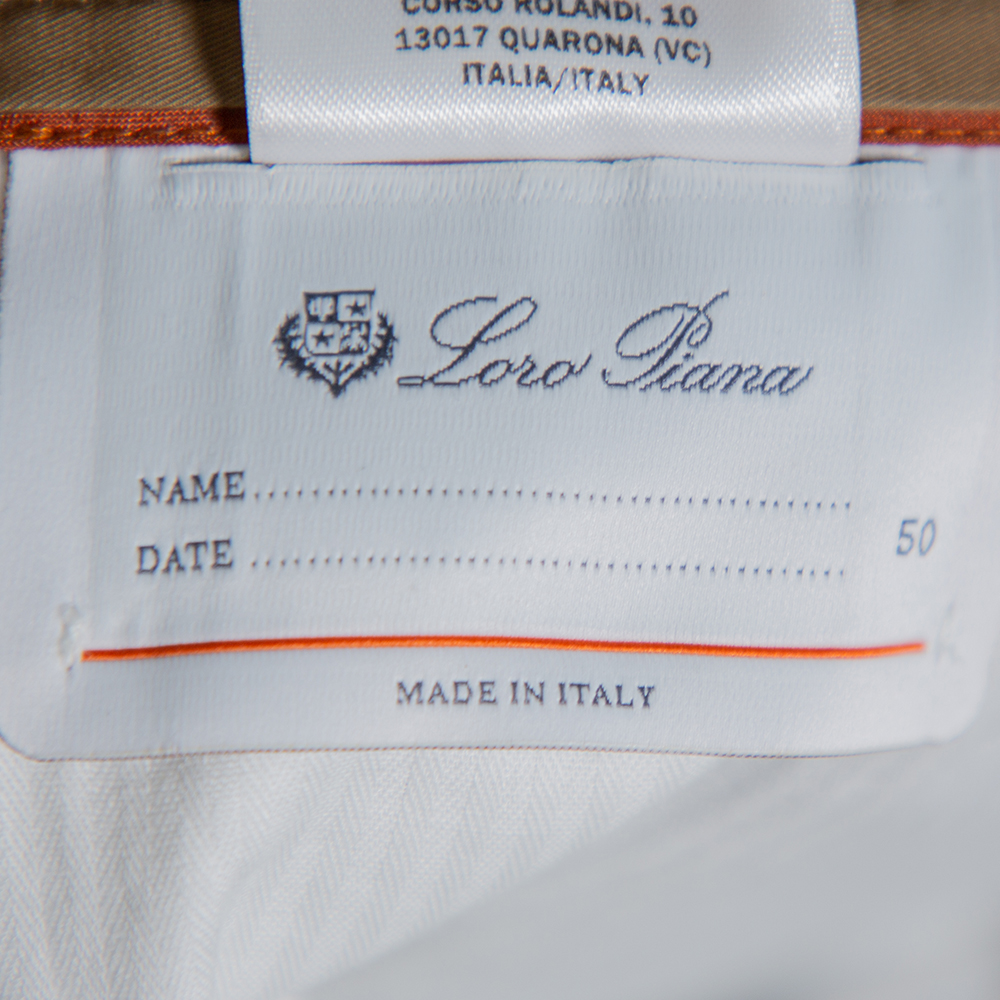 CORSO ROLANDI, 10
13017 QUARONA (VC)
ITALIA/ITALY
Loro Piana
NAME
DATE
50
MADE IN ITALY